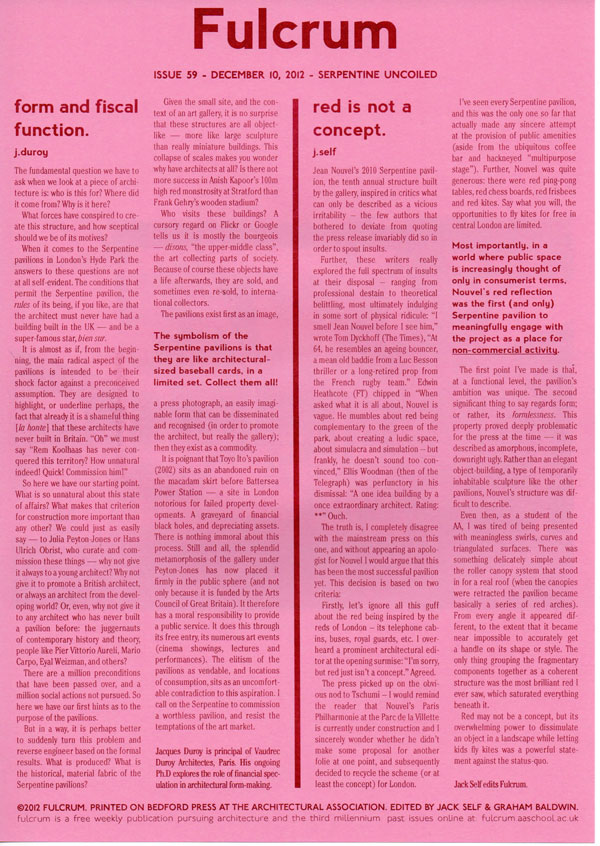 Fulcrum
ISSUE 59 - DECEMBER 10, 2012 - SERPENTINE UNCOILED
form and fiscal
function.
j.duroy
The fundamental question we have to
ask when we look at a piece of archi-
tecture is: who is this for? Where did
it come from? Why is it here?
What forces have conspired to cre-
ate this structure, and how sceptical
should we be of its motives?
When it comes to the Serpentine
pavilions in London's Hyde Park the
answers to these questions are not
at all self-evident. The conditions that
permit the Serpentine pavilion, the
rules of its being, if you like, are that
the architect must never have had a
building built in the UK — and be a
super-famous star, bien sur.
It is almost as if, from the begin-
ning, the main radical aspect of the
pavilions is intended to be their
shock factor against a preconceived
assumption. They are designed to
highlight, or underline perhaps, the
fact that already it is a shameful thing
[la honte] that these architects have
never built in Britain. "Oh" we must
say "Rem Koolhaas has never con-
quered this territory? How unnatural
indeed! Quick! Commission him!"
So here we have our starting point.
What is so unnatural about this state
of affairs? What makes that criterion
for construction more important than
any other? We could just as easily
say — to Julia Peyton-Jones or Hans
Ulrich Obrist, who curate and com-
mission these things — why not give
it always to a young architect? Why not
give it to promote a British architect,
or always an architect from the devel-
oping world? Or, even, why not give it
to any architect who has never built
a pavilion before: the juggernauts
of contemporary history and theory,
people like Pier Vittorio Aureli, Mario
Carpo, Eyal Weizman, and others?
There are a million preconditions
that have been passed over, and a
million social actions not pursued. So
here we have our first hints as to the
purpose of the pavilions.
But in a way, it is perhaps better
to suddenly turn this problem and
reverse engineer based on the formal
results. What is produced? What is
the historical, material fabric of the
Serpentine pavilions?
Given the small site, and the con-
text of an art gallery, it is no surprise
that these structures are all object-
like — more like large sculpture
than really miniature buildings. This
collapse of scales makes you wonder
why have architects at all? Is there not
more success in Anish Kapoor's 100m
high red monstrosity at Stratford than
Frank Gehry's wooden stadium?
Who visits these buildings? A
cursory regard on Flickr or Google
tells us it is mostly the bourgeois
— disons, "the upper-middle class",
the art collecting parts of society.
Because of course these objects have
a life afterwards, they are sold, and
sometimes even re-sold, to interna-
tional collectors.
The pavilions exist first as an image,
The symbolism of the
Serpentine pavilions is that
they are like architectural-
sized baseball cards, in a
limited set. Collect them all!
a press photograph, an easily imagi-
nable form that can be disseminated
and recognised (in order to promote
the architect, but really the gallery);
then they exist as a commodity.
It is poignant that Toyo Ito's pavilion
(2002) sits as an abandoned ruin on
the macadam skirt before Battersea
Power Station — a site in London
notorious for failed property devel-
opments. A graveyard of financial
black holes, and depreciating assets.
There is nothing immoral about this
process. Still and all, the splendid
metamorphosis of the gallery under
Peyton-Jones has now placed it
firmly in the public sphere (and not
only because it is funded by the Arts
Council of Great Britain). It therefore
has a moral responsibility to provide
a public service. It does this through
its free entry, its numerous art events
(cinema showings, lectures and
performances). The elitism of the
pavilions as vendable, and locations
of consumption, sits as an uncomfort-
able contradiction to this aspiration. I
call on the Serpentine to commission
a worthless pavilion, and resist the
temptations of the art market.
Jacques Duroy is principal of Vaudrec
Duroy Architectes, Paris. His ongoing
Ph.D explores the role of financial spec-
ulation in architectural form-making.
red is not a
concept.
j.self
Jean Nouvel's 2010 Serpentine pavil-
ion, the tenth annual structure built
by the gallery, inspired in critics what
can only be described as a vicious
irritability – the few authors that
bothered to deviate from quoting
the press release invariably did so in
order to spout insults.
Further, these writers really
explored the full spectrum of insults
at their disposal – ranging from
professional destain to theoretical
belittling, most ultimately indulging
in some sort of physical ridicule: "I
smell Jean Nouvel before I see him,"
wrote Tom Dyckhoff (The Times), "At
64, he resembles an ageing bouncer,
a mean old baddie from a Luc Besson
thriller or a long-retired prop from
the French rugby team." Edwin
Heathcote (FT) chipped in "When
asked what it is all about, Nouvel is
vague. He mumbles about red being
complementary to the green of the
park, about creating a ludic space,
about simulacra and simulation – but
frankly, he doesn't sound too con-
vinced," Ellis Woodman (then of the
Telegraph) was perfunctory in his
dismissal: "A one idea building by a
once extraordinary architect. Rating:
**" Ouch.
The truth is, I completely disagree
with the mainstream press on this
one, and without appearing an apolo-
gist for Nouvel I would argue that this
has been the most successful pavilion
yet. This decision is based on two
criteria:
Firstly, let's ignore all this guff
about the red being inspired by the
reds of London – its telephone cab-
ins, buses, royal guards, etc. I over-
heard a prominent architectural edi-
tor at the opening surmise: "I'm sorry,
but red just isn't a concept." Agreed.
The press picked up on the obvi-
ous nod to Tschumi – I would remind
the reader that Nouvel's Paris
Philharmonie at the Parc de la Villette
is currently under construction and I
sincerely wonder whether he didn't
make some proposal for another
folie at one point, and subsequently
decided to recycle the scheme (or at
least the concept) for London.
I've seen every Serpentine pavilion,
and this was the only one so far that
actually made any sincere attempt
at the provision of public amenities
(aside from the ubiquitous coffee
bar and hackneyed "multipurpose
stage"). Further, Nouvel was quite
generous: there were red ping-pong
tables, red chess boards, red frisbees
and red kites. Say what you will, the
opportunities to fly kites for free in
central London are limited.
Most importantly, in a
world where public space
is increasingly thought of
only in consumerist terms,
Nouvel's red reflection
was the first (and only)
Serpentine pavilion to
meaningfully engage with
the project as a place for
non-commercial activity.
The first point I've made is that,
at a functional level, the pavilion's
ambition was unique. The second
significant thing to say regards form;
or rather, its formlessness. This
property proved deeply problematic
for the press at the time — it was
described as amorphous, incomplete,
downright ugly. Rather than an elegant
object-building, a type of temporarily
inhabitable sculpture like the other
pavilions, Nouvel's structure was dif-
ficult to describe.
Even then, as a student of the
AA, I was tired of being presented
with meaningless swirls, curves and
triangulated surfaces. There was
something delicately simple about
the roller canopy system that stood
in for a real roof (when the canopies
were retracted the pavilion became
basically a series of red arches).
From every angle it appeared dif-
ferent, to the extent that it became
near impossible to accurately get
a handle on its shape or style. The
only thing grouping the fragmentary
components together as a coherent
structure was the most brilliant red I
ever saw, which saturated everything
beneath it.
Red may not be a concept, but its
overwhelming power to dissimulate
an object in a landscape while letting
kids fly kites was a powerful state-
ment against the status-quo.
Jack Self edits Fulcrum.
©2012 FULCRUM. PRINTED ON BEDFORD PRESS AT THE ARCHITECTURAL ASSOCIATION. EDITED BY JACK SELF & GRAHAM BALDWIN.
fulcrum is a free weekly publication pursuing architecture and the third millennium past issues online at fulcrum.aaschool.ac.uk